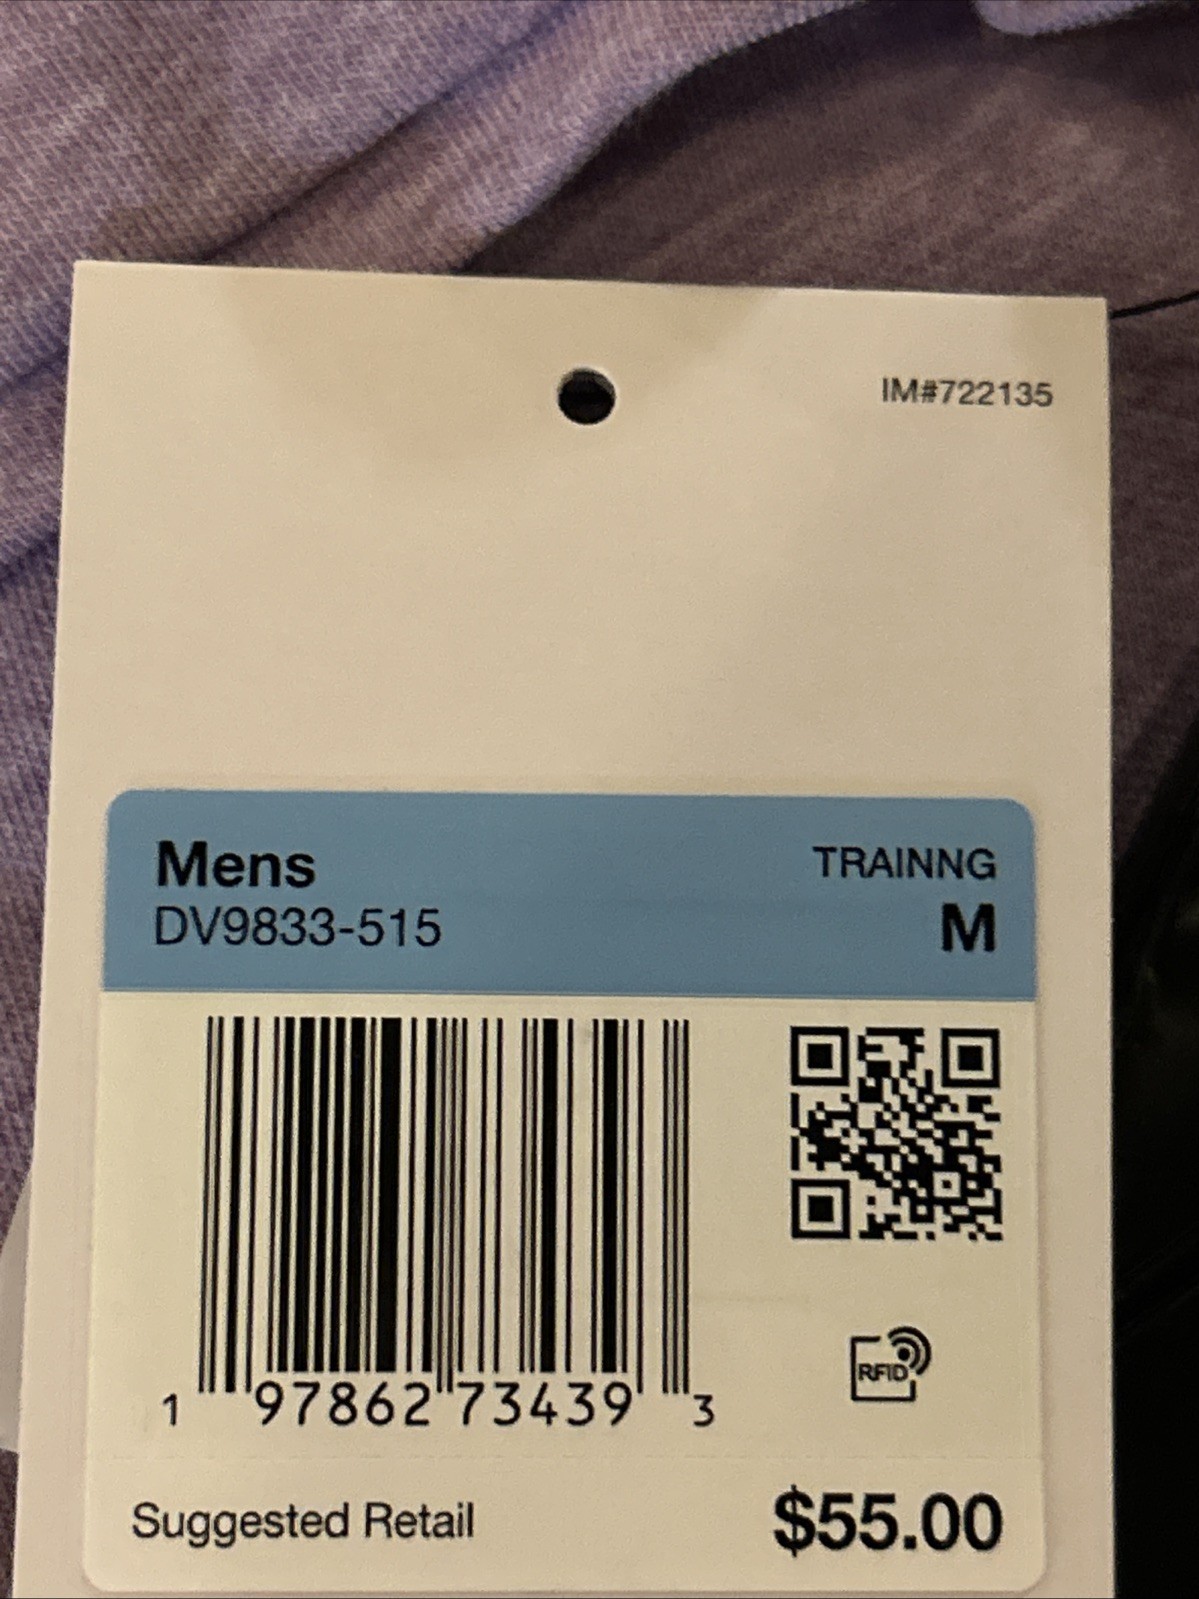 IM#722135
Mens
TRAINNG
DV9833-515
M
1 97862 73439 3
RFID
Suggested Retail
$55.00